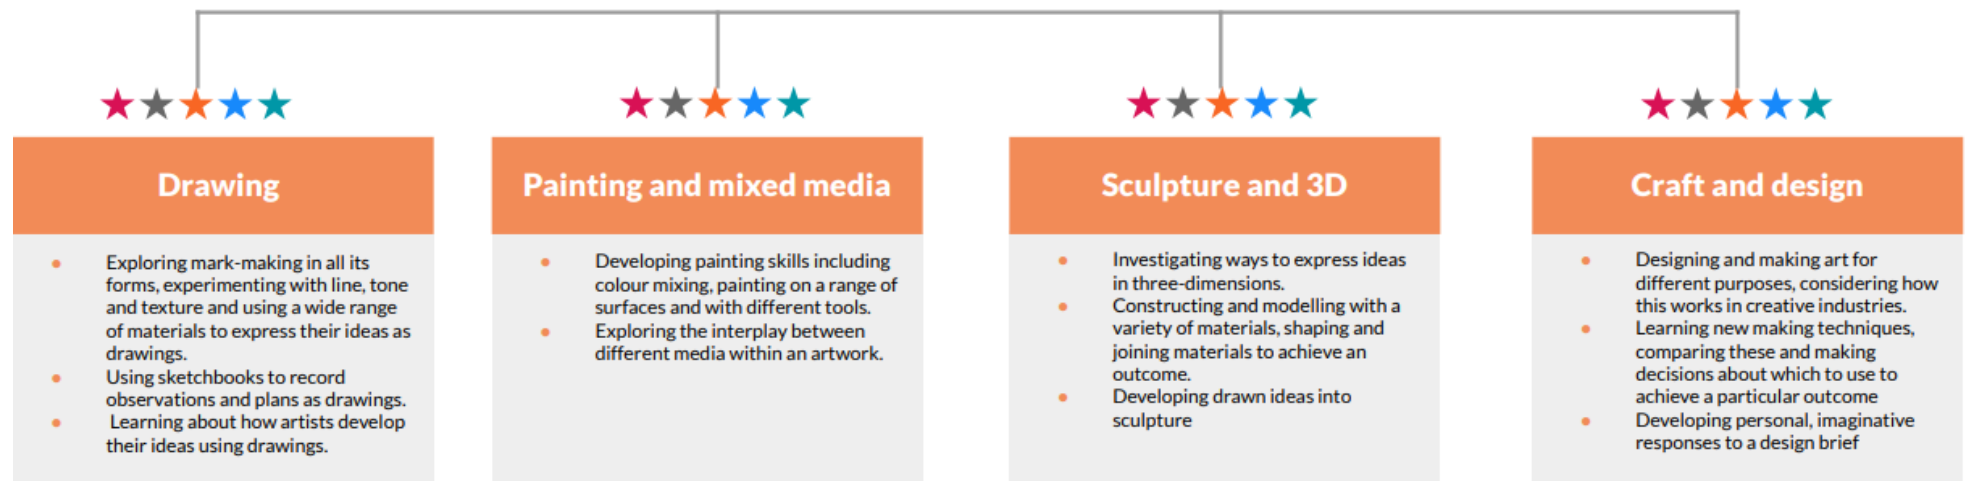 Drawing
Exploring mark-making in all its
forms, experimenting with line, tone
and texture and using a wide range
of materials to express their ideas as
drawings.
Using sketchbooks to record
observations and plans as drawings.
Learning about how artists develop
their ideas using drawings.
Painting and mixed media
Developing painting skills including
colour mixing, painting on a range of
surfaces and with different tools.
Exploring the interplay between
different media within an artwork.
Sculpture and 3D
Investigating ways to express ideas
in three-dimensions.
Constructing and modelling with a
variety of materials, shaping and
joining materials to achieve an
outcome.
Developing drawn ideas into
sculpture
Craft and design
Designing and making art for
different purposes, considering how
this works in creative industries.
Learning new making techniques,
comparing these and making
decisions about which to use to
achieve a particular outcome
Developing personal, imaginative
responses to a design brief